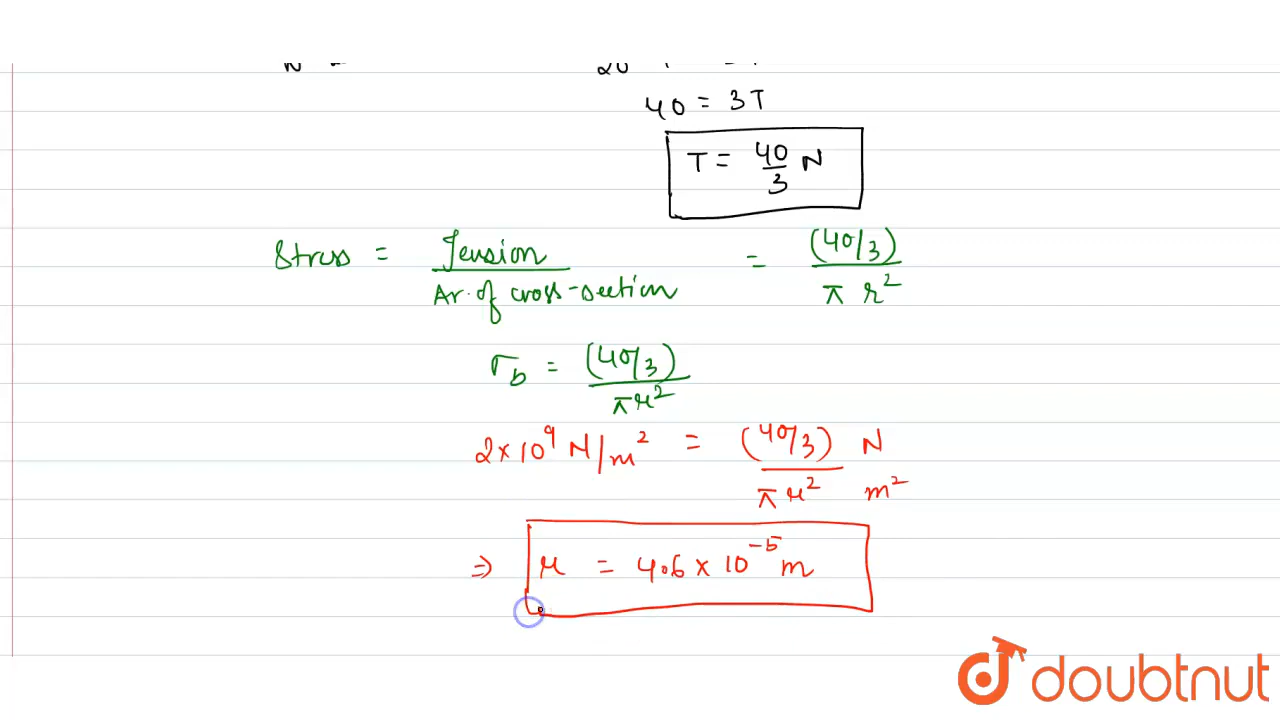 40 = 3T
T = 40/3 N
Stress = Tension / Ar. of cross-section = (40/3) / π r²
σb = (40/3) / πr²
2×10⁹ N/m² = (40/3) / πr² N m²
⇒ r = 4.6 × 10⁻⁵ m
doubtnut